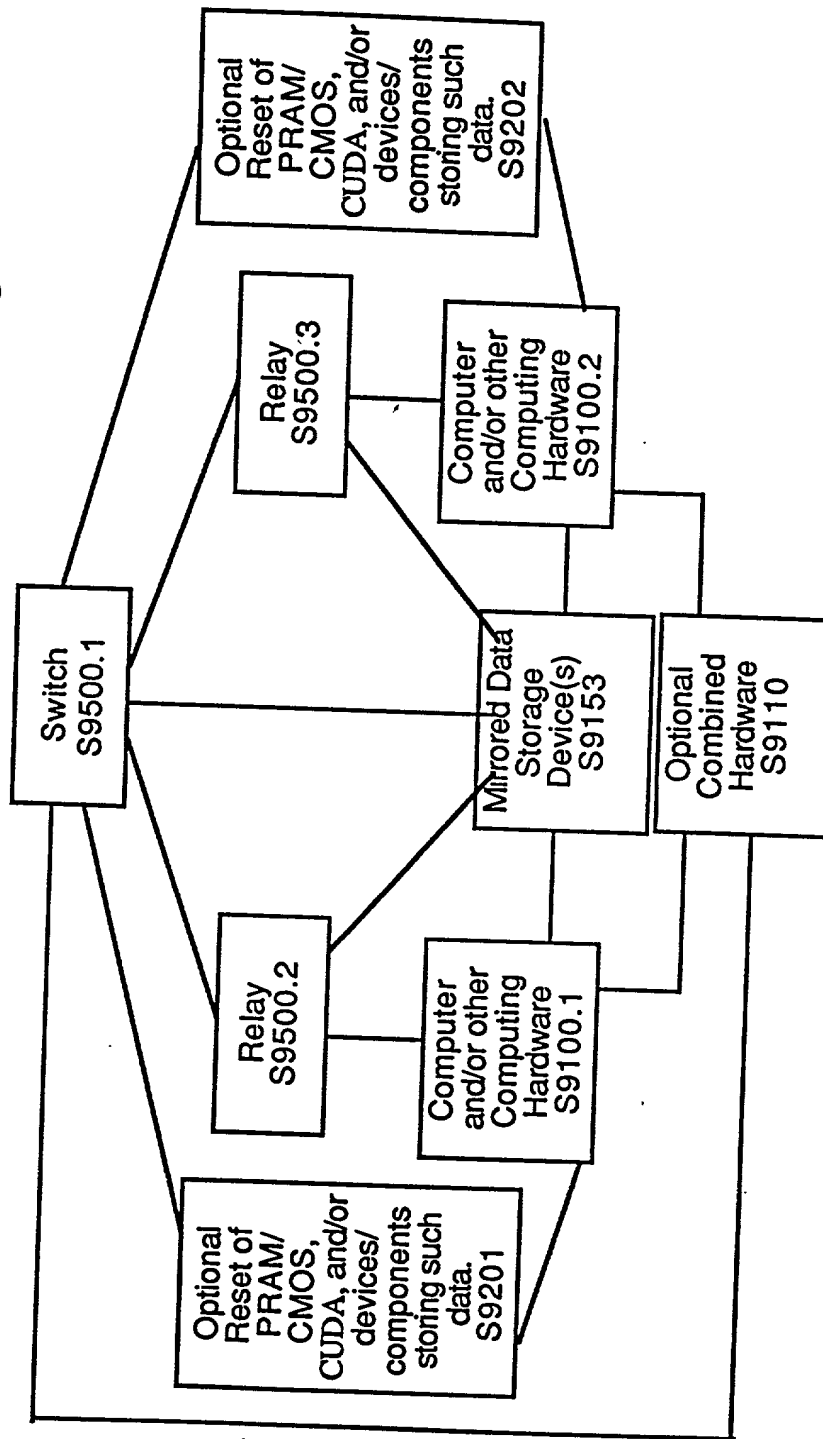 Switch
S9500.1
Optional
Reset of
PRAM/
CMOS,
CUDA, and/or
devices/
components
storing such
data.
S9201
Relay
S9500.2
Relay
S9500.3
Optional
Reset of
PRAM/
CMOS,
CUDA, and/or
devices/
components
storing such
data.
S9202
Computer
and/or other
Computing
Hardware
S9100.1
Mirrored Data
Storage
Device(s)
S9153
Computer
and/or other
Computing
Hardware
S9100.2
Optional
Combined
Hardware
S9110